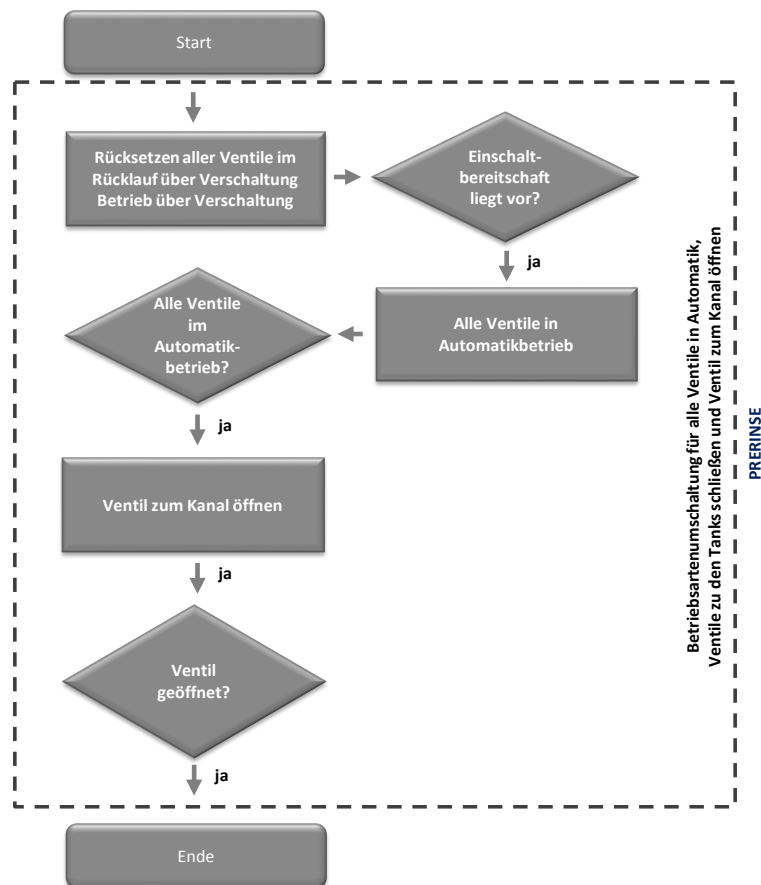 Start
Rücksetzen aller Ventile im
Rücklauf über Verschaltung
Betrieb über Verschaltung
Einschalt-
bereitschaft
liegt vor?
ja
Alle Ventile in
Automatikbetrieb
Alle Ventile
im
Automatik-
betrieb?
ja
Ventil zum Kanal öffnen
ja
Ventil
geöffnet?
ja
Ende
Betriebsartenumschaltung für alle Ventile in Automatik,
Ventile zu den Tanks schließen und Ventil zum Kanal öffnen
PRERINSE